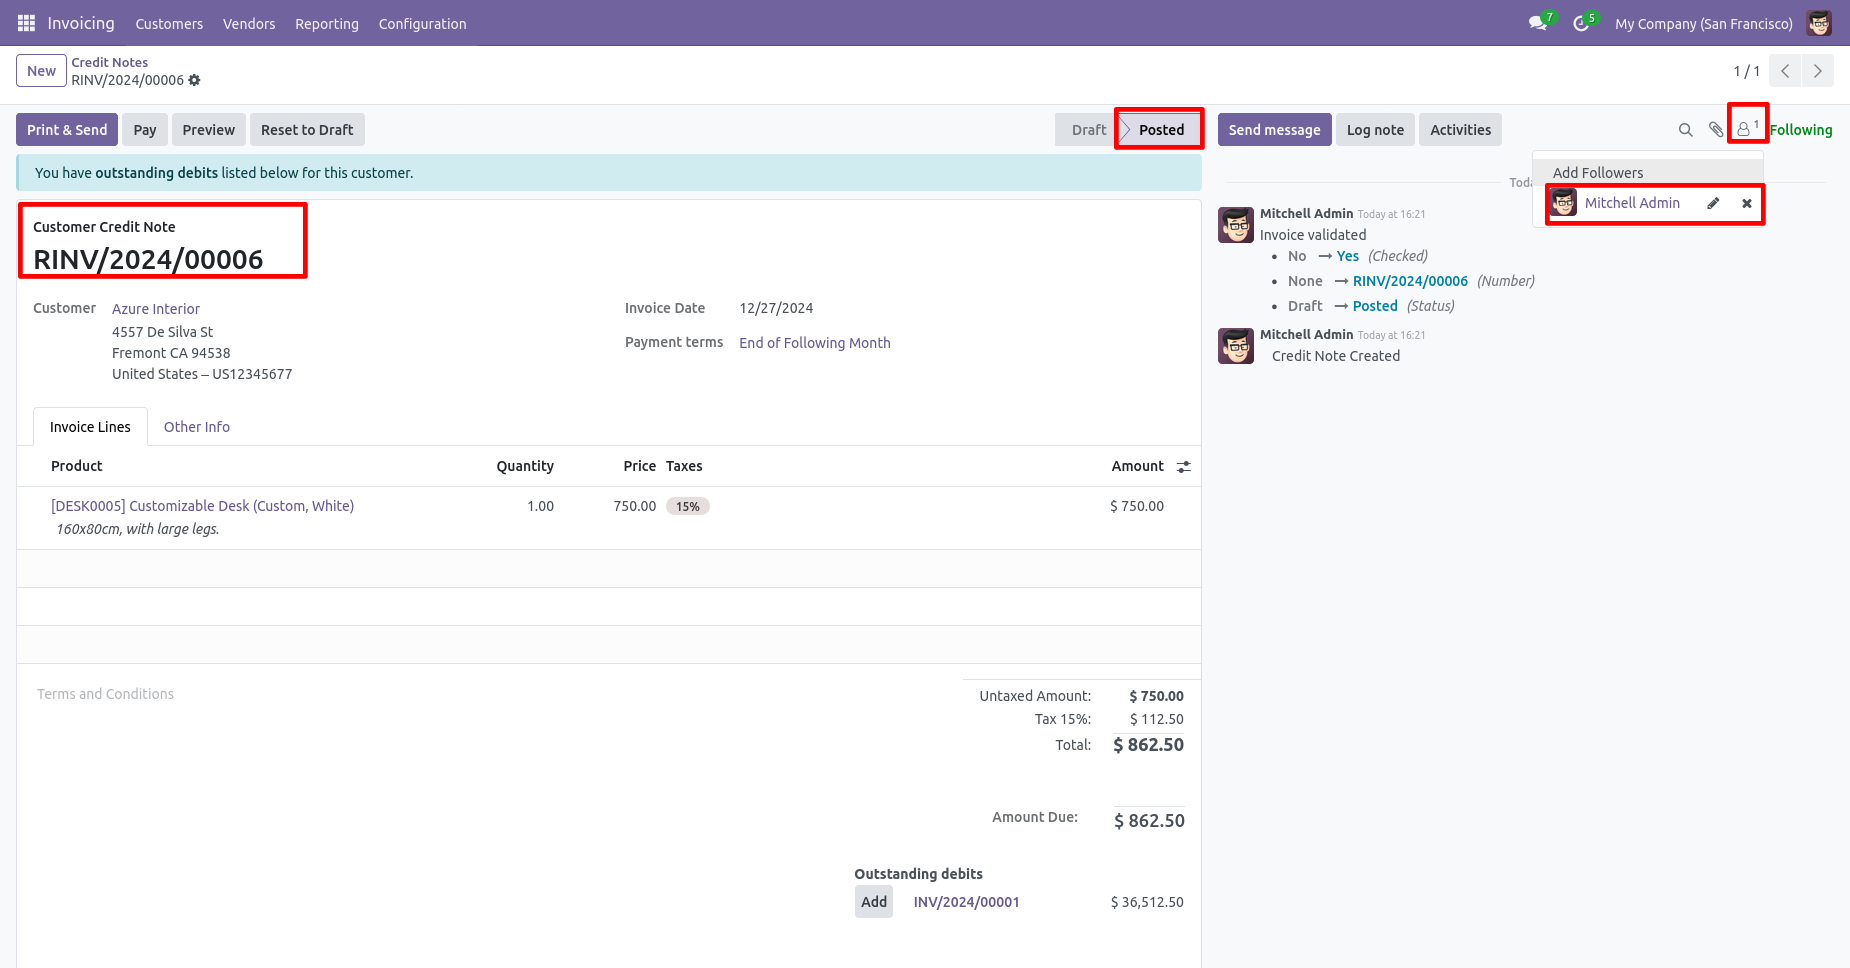 Invoicing Customers Vendors Reporting Configuration 7 5 My Company (San Francisco)
New Credit Notes
RINV/2024/00006
1 / 1
Print & Send Pay Preview Reset to Draft Draft Posted
Send message Log note Activities 1 Following
You have outstanding debits listed below for this customer.
Add Followers
Mitchell Admin
Customer Credit Note
RINV/2024/00006
Customer Azure Interior
4557 De Silva St
Fremont CA 94538
United States – US12345677
Invoice Date 12/27/2024
Payment terms End of Following Month
Invoice Lines Other Info
Product Quantity Price Taxes Amount
[DESK0005] Customizable Desk (Custom, White) 1.00 750.00 15% $ 750.00
160x80cm, with large legs.
Terms and Conditions
Untaxed Amount: $ 750.00
Tax 15%: $ 112.50
Total: $ 862.50
Amount Due: $ 862.50
Outstanding debits
Add INV/2024/00001 $ 36,512.50
Mitchell Admin Today at 16:21
Invoice validated
• No → Yes (Checked)
• None → RINV/2024/00006 (Number)
• Draft → Posted (Status)
Mitchell Admin Today at 16:21
Credit Note Created